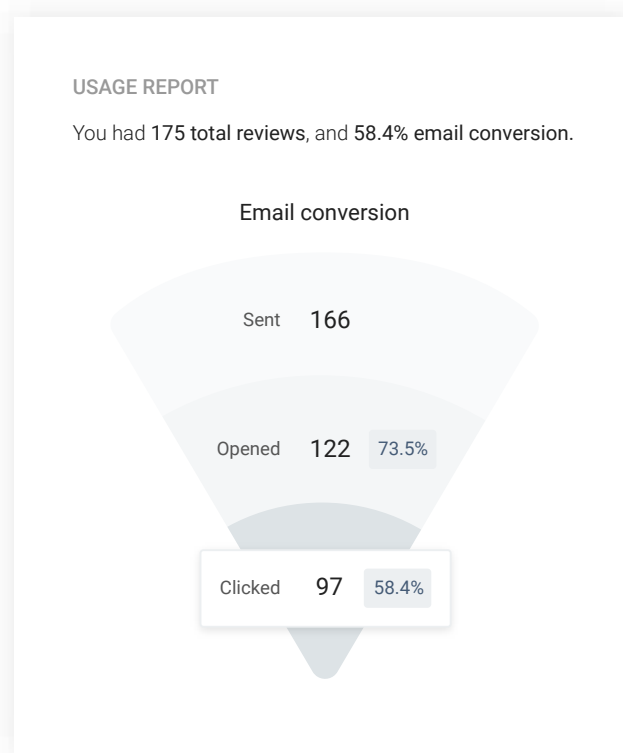 USAGE REPORT
You had 175 total reviews, and 58.4% email conversion.
Email conversion
Sent 166
Opened 122 73.5%
Clicked 97 58.4%